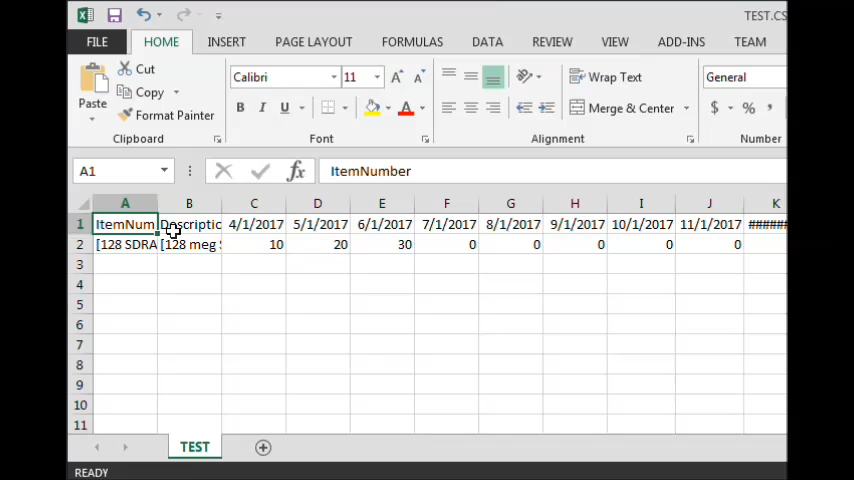 TEST.CS
FILE HOME INSERT PAGE LAYOUT FORMULAS DATA REVIEW VIEW ADD-INS TEAM
Cut
Copy
Paste
Format Painter
Calibri 11
B I U
Wrap Text
Merge & Center
General
$ % ,
Clipboard Font Alignment Number
A1 fx ItemNumber
A B C D E F G H I J K
1 ItemNum Descriptio 4/1/2017 5/1/2017 6/1/2017 7/1/2017 8/1/2017 9/1/2017 10/1/2017 11/1/2017 ######
2 [128 SDRA [128 meg S 10 20 30 0 0 0 0 0
3
4
5
6
7
8
9
10
11
TEST
READY